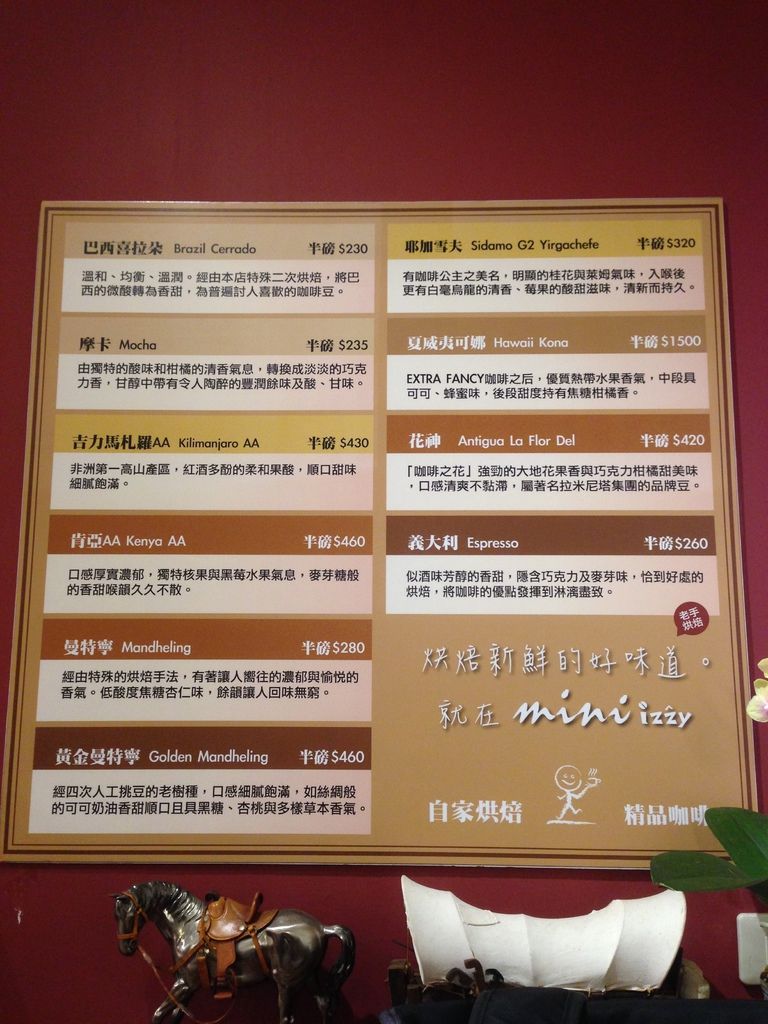 巴西喜拉朵 Brazil Cerrado 半磅 $230
溫和、均衡、溫潤。經由本店特殊二次烘焙，將巴
西的微酸轉為香甜，為普遍討人喜歡的咖啡豆。
摩卡 Mocha 半磅 $235
由獨特的酸味和柑橘的清香氣息，轉換成淡淡的巧克
力香，甘醇中帶有令人陶醉的豐潤餘味及酸、甘味。
吉力馬札羅AA Kilimanjaro AA 半磅 $430
非洲第一高山產區，紅酒多酚的柔和果酸，順口甜味
細膩飽滿。
肯亞AA Kenya AA 半磅 $460
口感厚實濃郁，獨特核果與黑莓水果氣息，麥芽糖般
的香甜喉韻久久不散。
曼特寧 Mandheling 半磅 $280
經由特殊的烘焙手法，有著讓人嚮往的濃郁與愉悅的
香氣。低酸度焦糖杏仁味，餘韻讓人回味無窮。
黃金曼特寧 Golden Mandheling 半磅 $460
經四次人工挑豆的老樹種，口感細膩飽滿，如絲綢般
的可可奶油香甜順口且具黑糖、杏桃與多樣草本香氣。
耶加雪夫 Sidamo G2 Yirgachefe 半磅 $320
有咖啡公主之美名，明顯的桂花與萊姆氣味，入喉後
更有白毫烏龍的清香、莓果的酸甜滋味，清新而持久。
夏威夷可娜 Hawaii Kona 半磅 $1500
EXTRA FANCY咖啡之后，優質熱帶水果香氣，中段具
可可、蜂蜜味，後段甜度持有焦糖柑橘香。
花神 Antigua La Flor Del 半磅 $420
「咖啡之花」強勁的大地花果香與巧克力柑橘甜美味
，口感清爽不黏滯，屬著名拉米尼塔集團的品牌豆。
義大利 Espresso 半磅 $260
似酒味芳醇的香甜，隱含巧克力及麥芽味，恰到好處的
烘焙，將咖啡的優點發揮到淋漓盡致。
老手
烘焙
烘焙新鮮的好味道。
就在 mini izzy
自家烘焙 精品咖啡